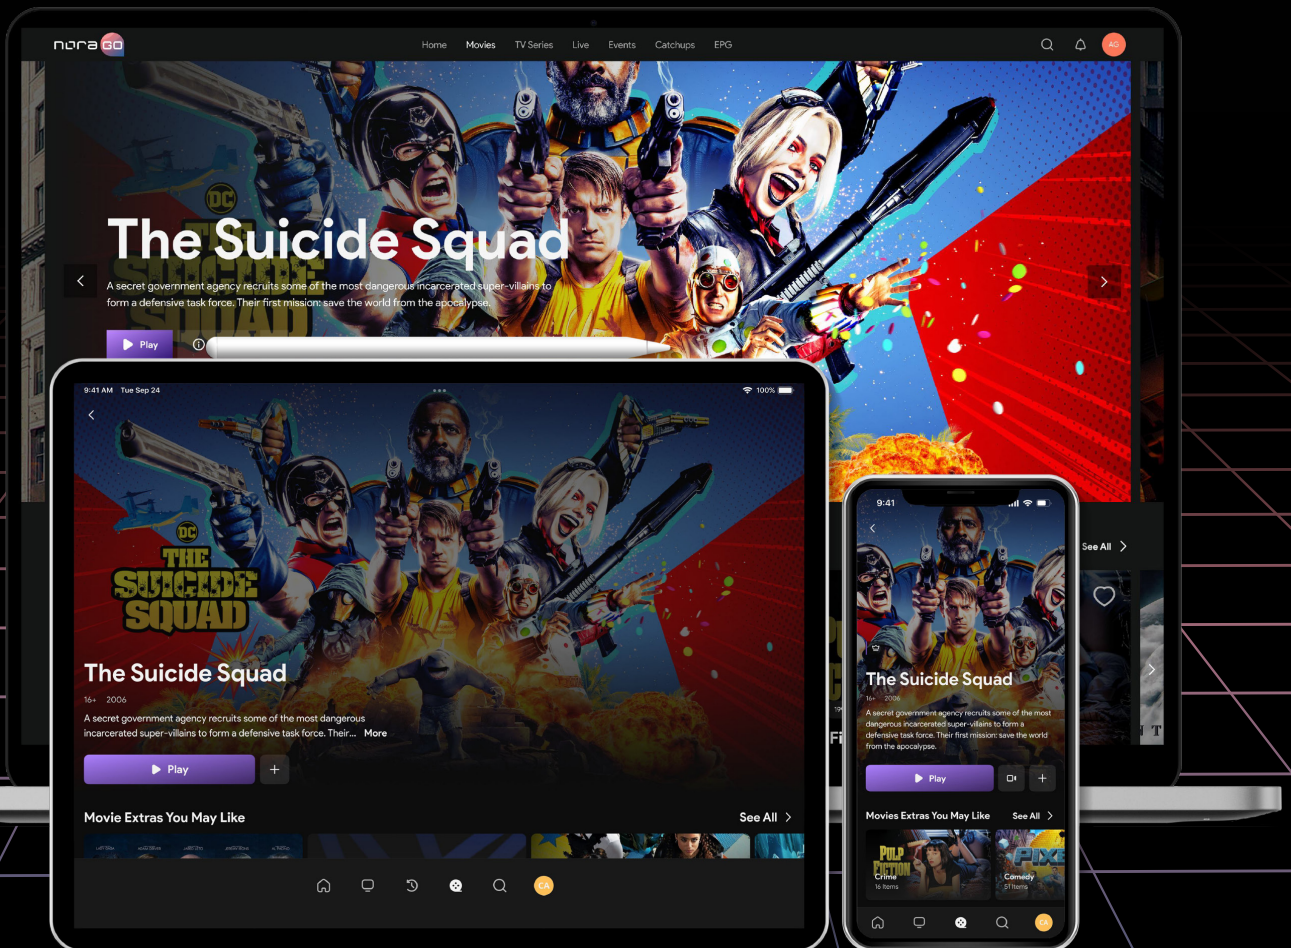 nora GO
Home Movies TV Series Live Events Catchups EPG
AG
DC
THE
SUICIDE
SQUAD
The Suicide Squad
A secret government agency recruits some of the most dangerous incarcerated super-villains to
form a defensive task force. Their first mission: save the world from the apocalypse.
Play
See All
Fi
9:41 AM Tue Sep 24
100%
DC
THE
SUICIDE
SQUAD
The Suicide Squad
16+ 2006
A secret government agency recruits some of the most dangerous
incarcerated super-villains to form a defensive task force. Their... More
Play
Movie Extras You May Like
See All
CA
9:41
The Suicide Squad
16+ 2006
A secret government agency recruits some of the most
dangerous incarcerated super-villains to form a
defensive task force. Their first mission: save the world
from the apocalypse.
Play
Movies Extras You May Like
See All
PULP
FICTION
Crime
16 Items
PIXE
Comedy
51 Items
CA